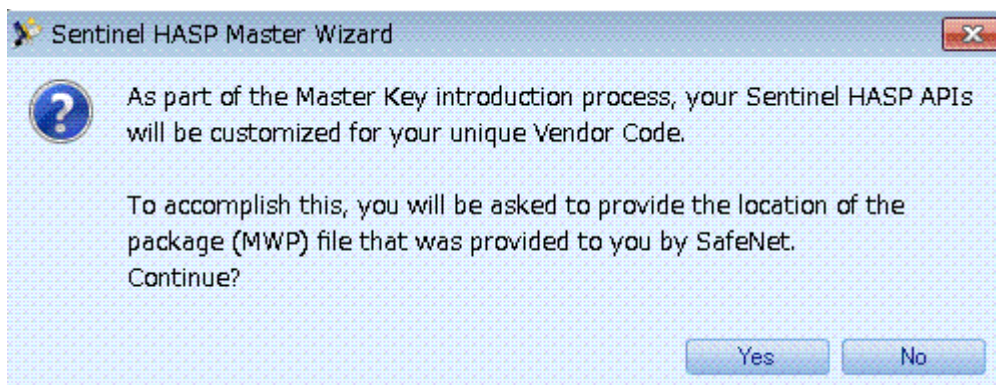 Sentinel HASP Master Wizard
As part of the Master Key introduction process, your Sentinel HASP APIs
will be customized for your unique Vendor Code.
To accomplish this, you will be asked to provide the location of the
package (MWP) file that was provided to you by SafeNet.
Continue?
Yes No